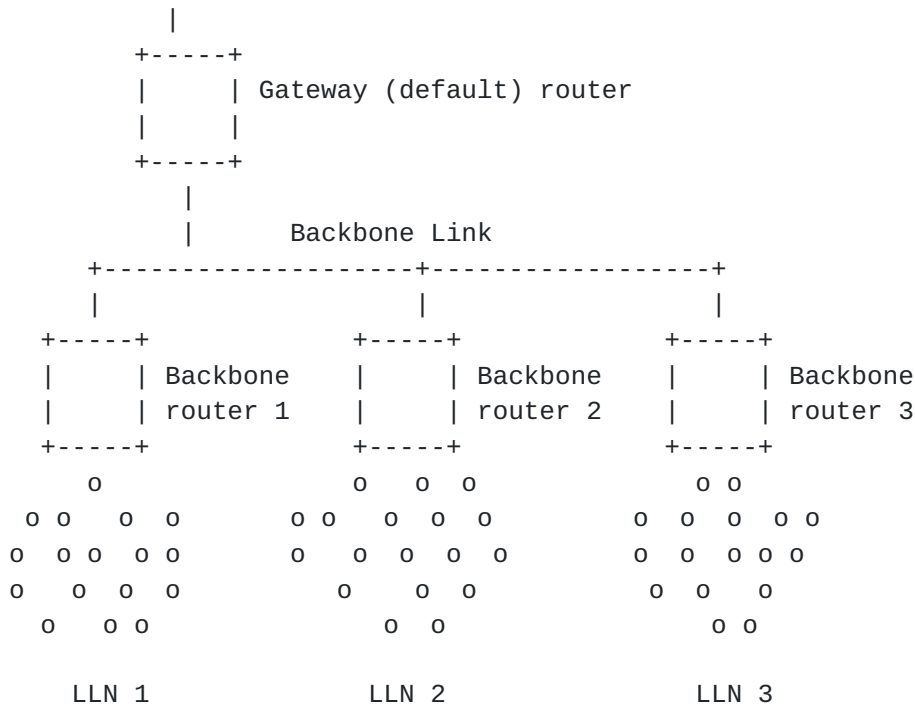 Gateway (default) router
Backbone Link
Backbone Backbone Backbone
router 1 router 2 router 3
o o o o o o
o o o o o o o o o o o o o o
o o o o o o o o o o o o o o o
o o o o o o o o o o
o o o o o o o
LLN 1 LLN 2 LLN 3